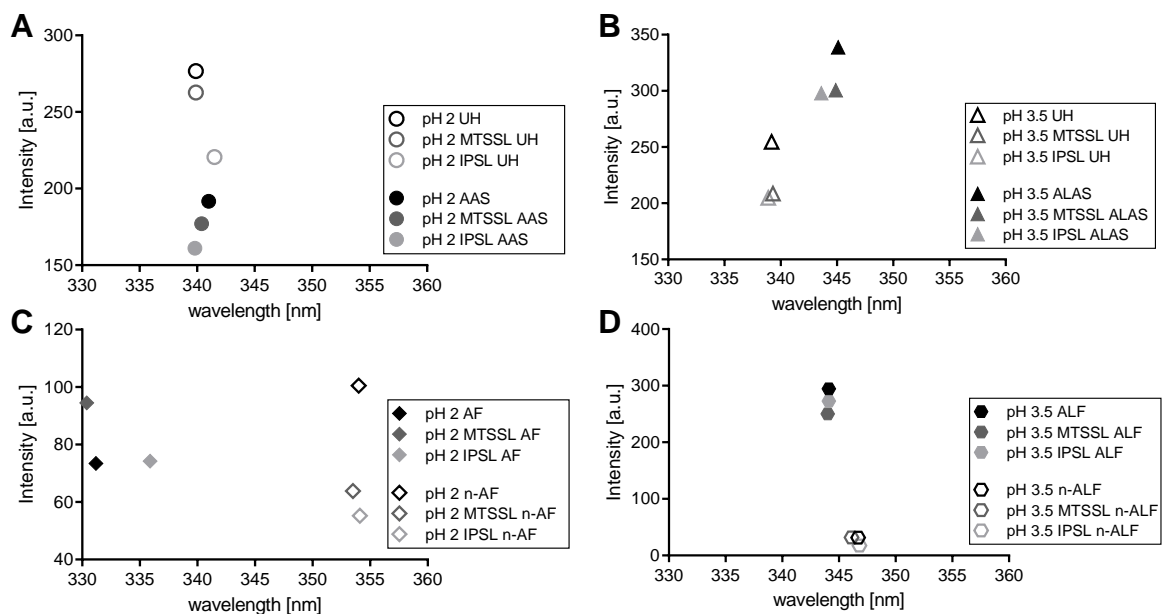 A
Intensity [a.u.]
300
250
200
150
330 335 340 345 350 355 360
wavelength [nm]
pH 2 UH
pH 2 MTSSL UH
pH 2 IPSL UH
pH 2 AAS
pH 2 MTSSL AAS
pH 2 IPSL AAS
B
Intensity [a.u.]
350
300
250
200
150
330 335 340 345 350 355 360
wavelength [nm]
pH 3.5 UH
pH 3.5 MTSSL UH
pH 3.5 IPSL UH
pH 3.5 ALAS
pH 3.5 MTSSL ALAS
pH 3.5 IPSL ALAS
C
Intensity [a.u.]
120
100
80
60
40
330 335 340 345 350 355 360
wavelength [nm]
pH 2 AF
pH 2 MTSSL AF
pH 2 IPSL AF
pH 2 n-AF
pH 2 MTSSL n-AF
pH 2 IPSL n-AF
D
Intensity [a.u.]
400
300
200
100
0
330 335 340 345 350 355 360
wavelength [nm]
pH 3.5 ALF
pH 3.5 MTSSL ALF
pH 3.5 IPSL ALF
pH 3.5 n-ALF
pH 3.5 MTSSL n-ALF
pH 3.5 IPSL n-ALF